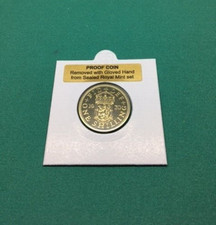 PROOF COIN
Removed with Gloved Hand
from Sealed Royal Mint set